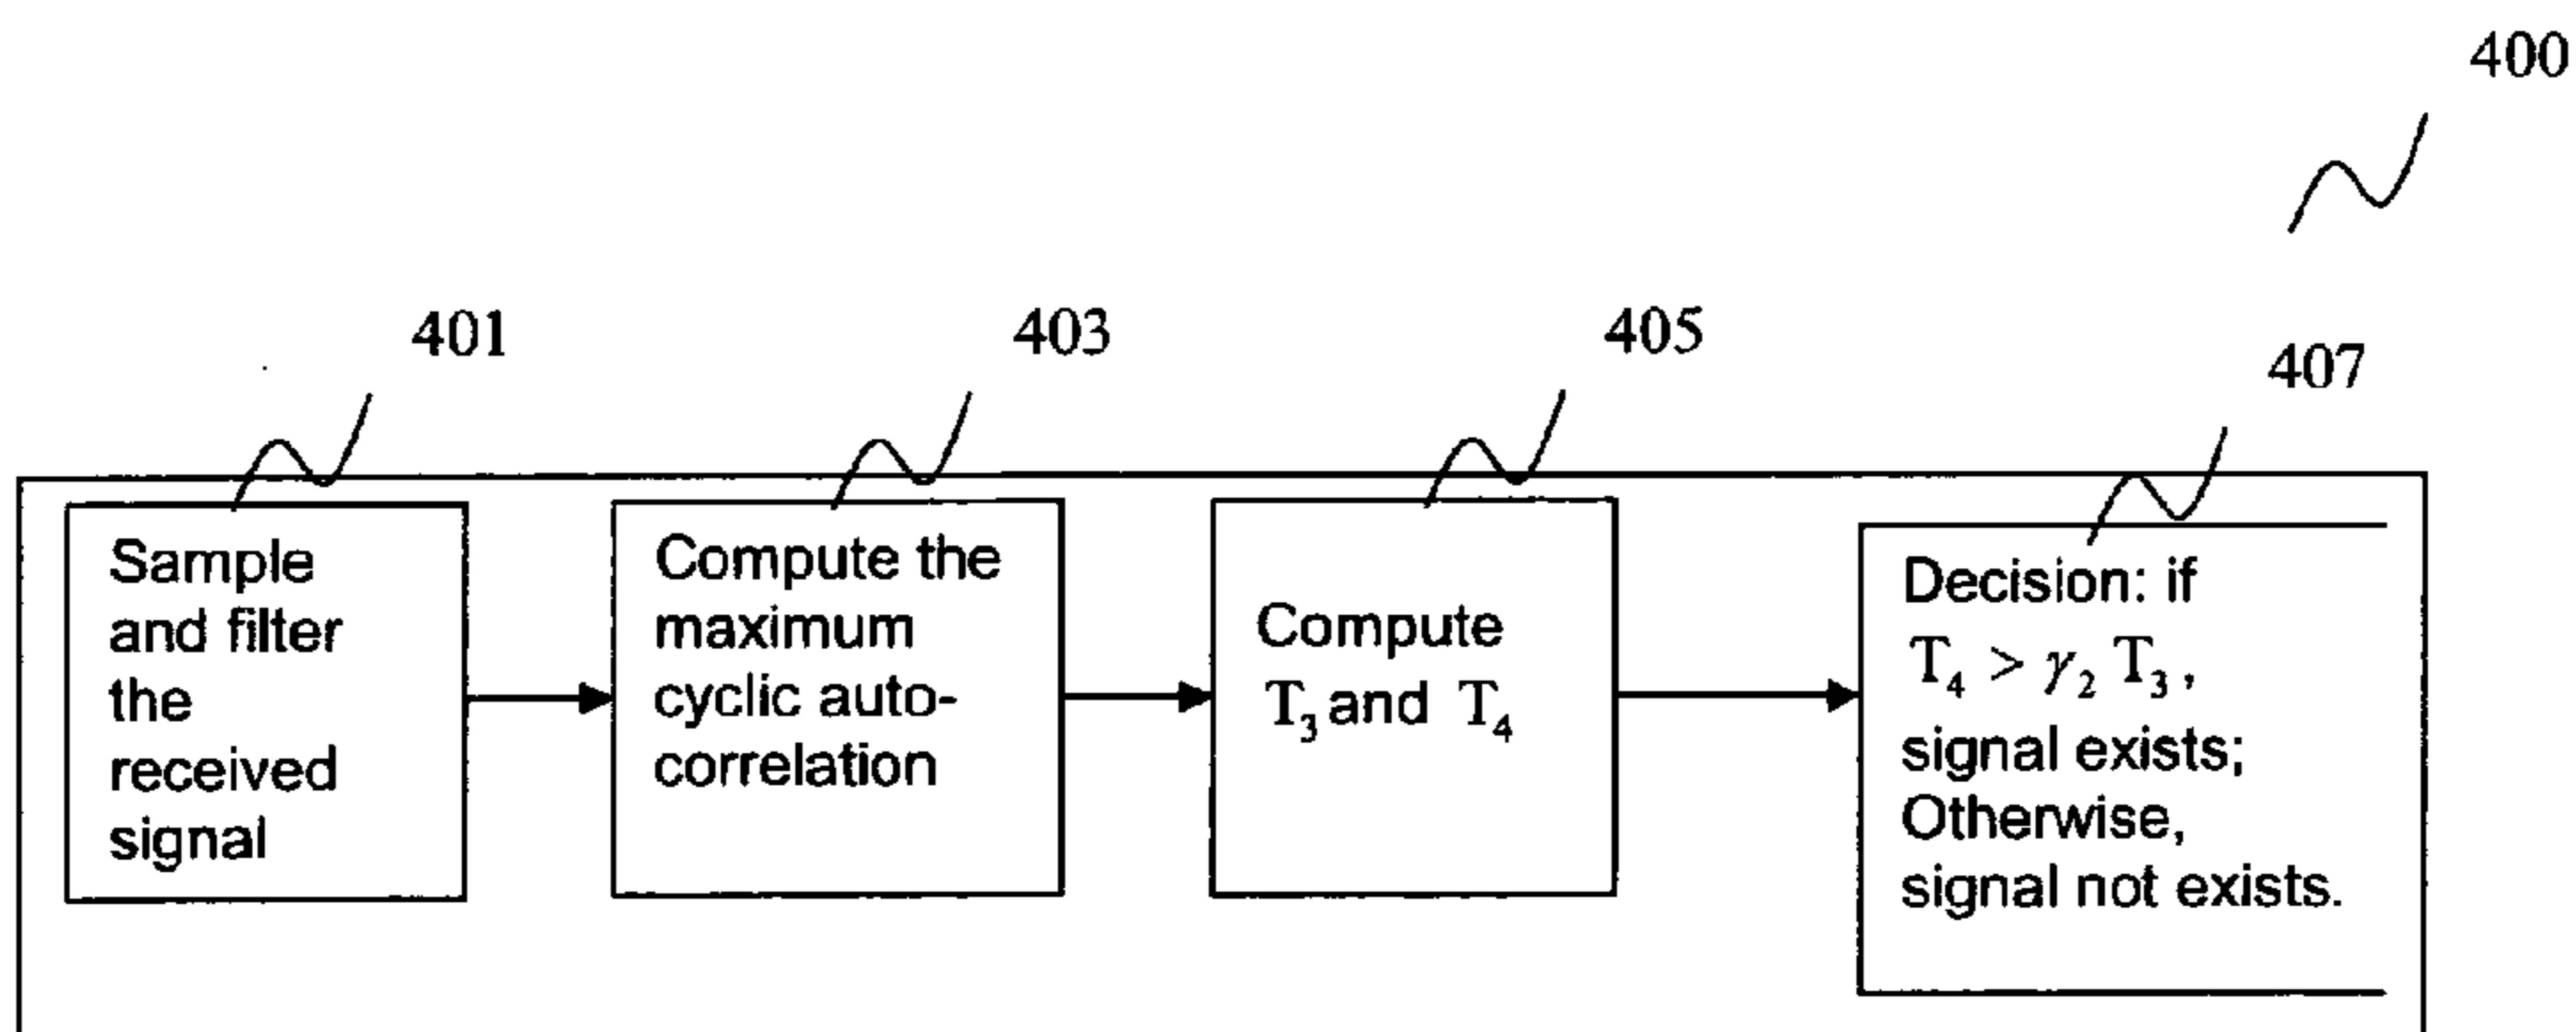 400
401
403
405
407
Sample
and filter
the
received
signal
Compute the
maximum
cyclic auto-
correlation
Compute
T₃ and T₄
Decision: if
T₄ > γ₂ T₃,
signal exists;
Otherwise,
signal not exists.